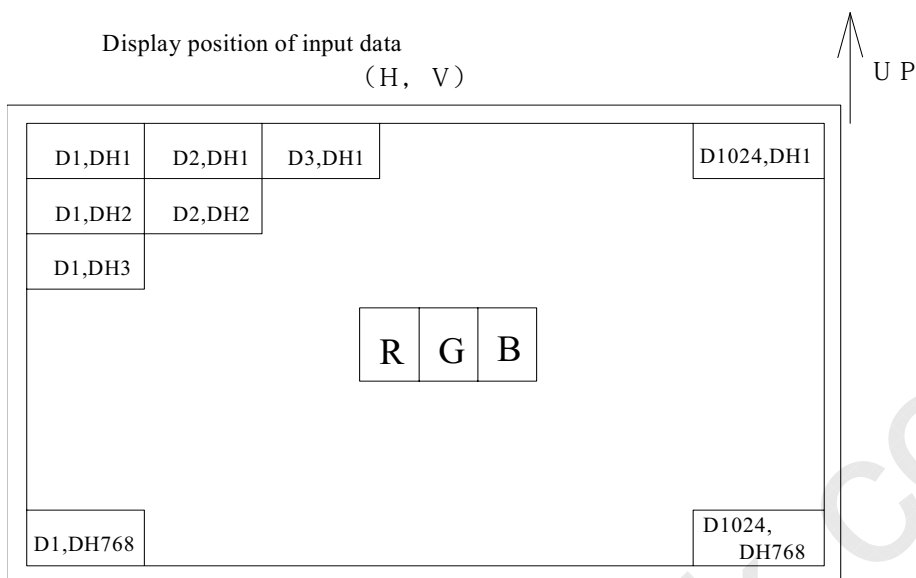 Display position of input data
（H, V）
U P
D1,DH1 D2,DH1 D3,DH1 D1024,DH1
D1,DH2 D2,DH2
D1,DH3
R G B
D1,DH768 D1024,
DH768